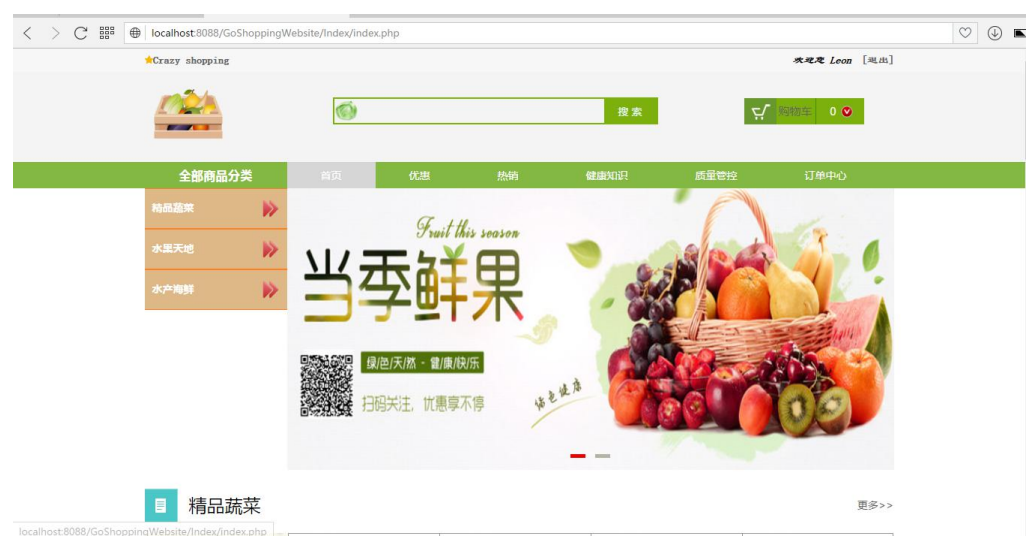 localhost:8088/GoShoppingWebsite/Index/index.php
Crazy shopping
欢迎您 Leon [退出]
搜 索
购物车 0
全部商品分类 首页 优惠 热销 健康知识 质量管控 订单中心
精品蔬菜
水果天地
水产海鲜
Fruit this season
当季鲜果
绿/色/天/然 - 健/康/快/乐
扫码关注,优惠享不停
绿色健康
精品蔬菜 更多>>
localhost:8088/GoShoppingWebsite/Index/index.php